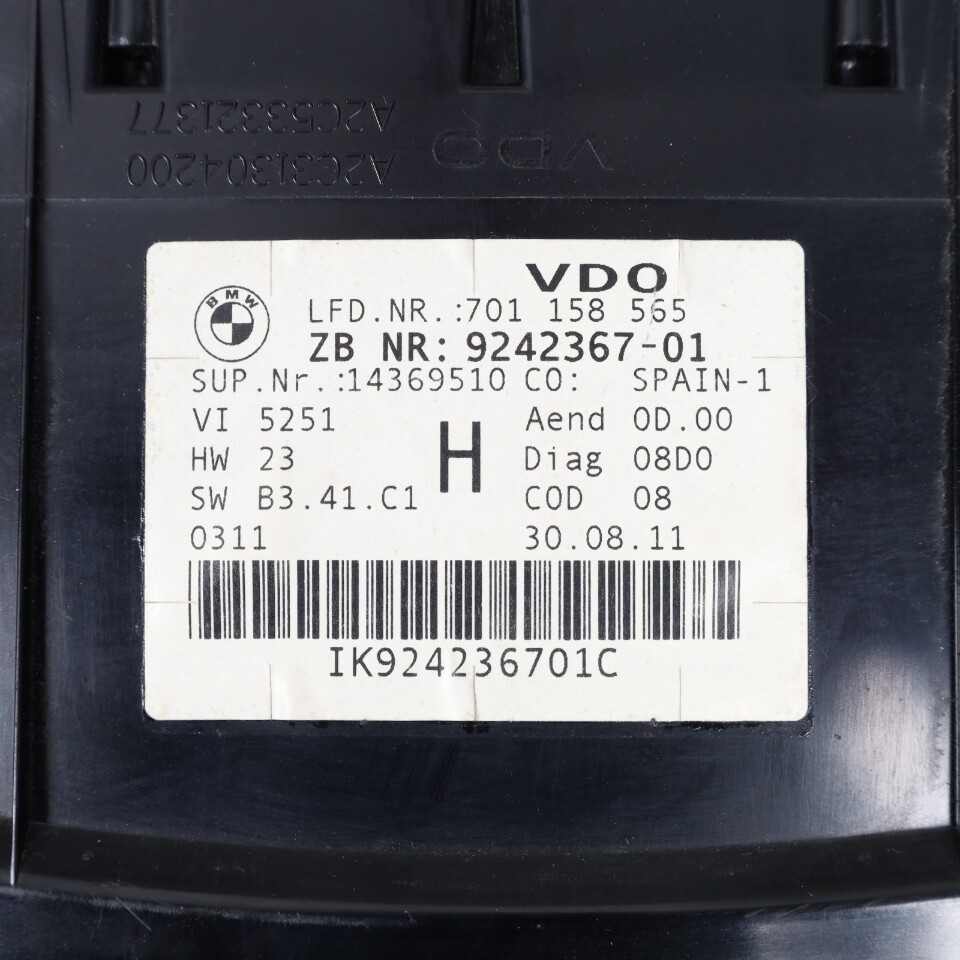 A2C53321377
A2C31304200
VDO
VDO
BMW
LFD.NR.:701 158 565
ZB NR: 9242367-01
SUP.Nr.:14369510 CO: SPAIN-1
VI 5251 Aend 0D.00
HW 23 H Diag 08D0
SW B3.41.C1 COD 08
0311 30.08.11
IK924236701C